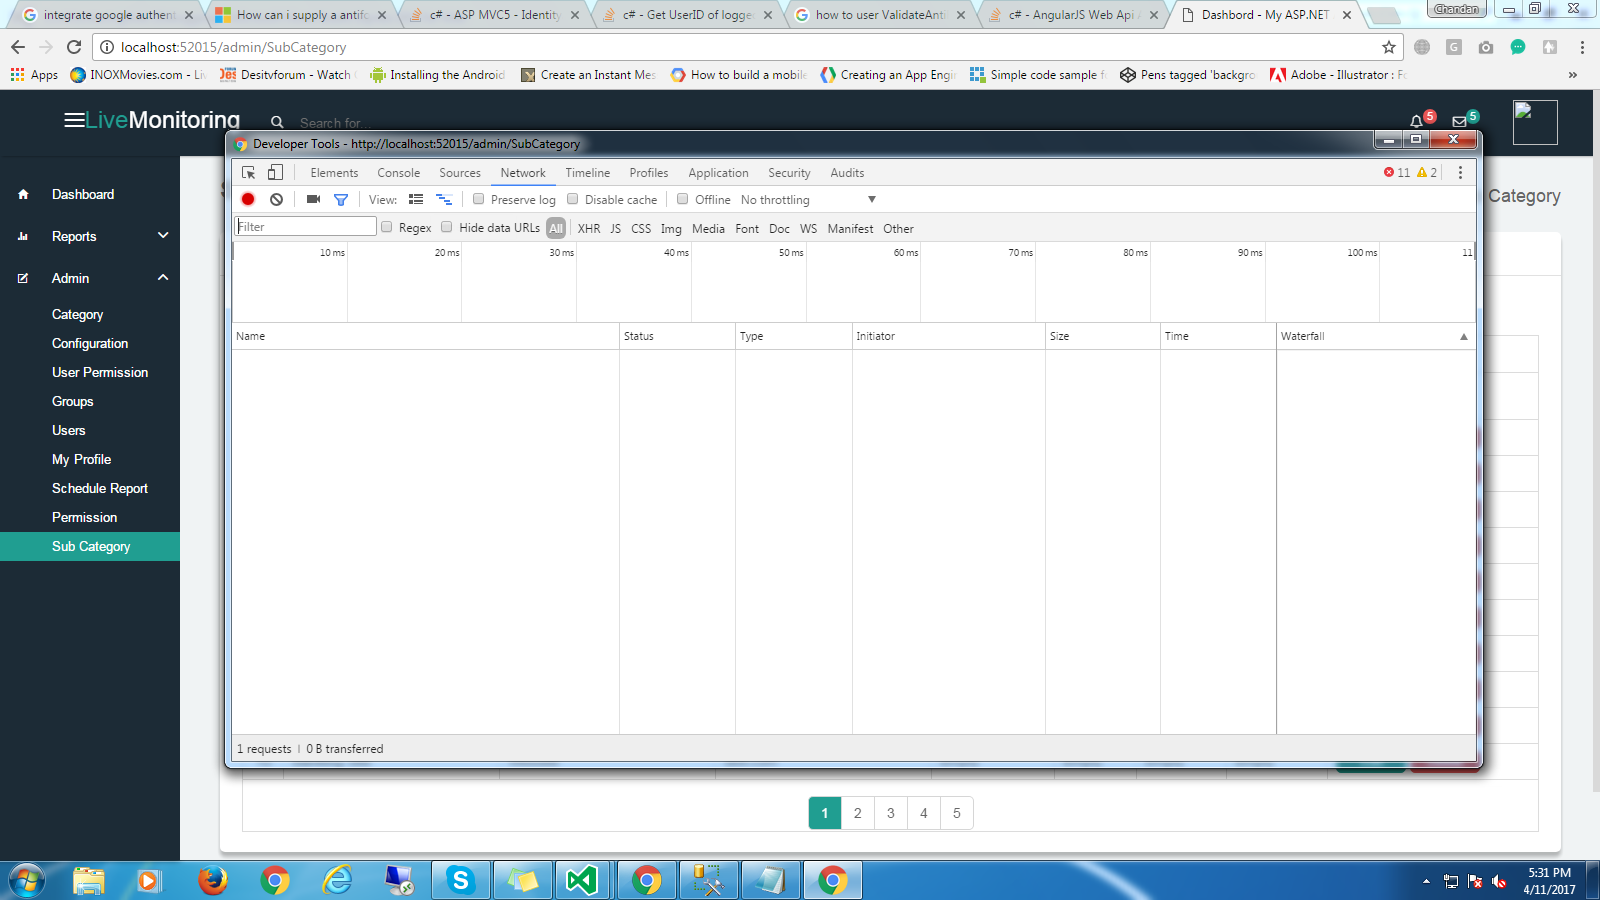 integrate google authent
How can i supply a antifo
c# - ASP MVC5 - Identity
c# - Get UserID of logge
how to user ValidateAnti
c# - AngularJS Web Api A
Dashbord - My ASP.NET
Chandan
localhost:52015/admin/SubCategory
Apps
INOXMovies.com - Liv
Desitvforum - Watch
Installing the Android
Create an Instant Mes
How to build a mobile
Creating an App Engi
Simple code sample f
Pens tagged 'backgro
Adobe - Illustrator : Fo
»
LiveMonitoring
Search for...
5
5
Developer Tools - http://localhost:52015/admin/SubCategory
Elements Console Sources Network Timeline Profiles Application Security Audits
11 2
View: Preserve log Disable cache Offline No throttling
Filter Regex Hide data URLs All XHR JS CSS Img Media Font Doc WS Manifest Other
10 ms 20 ms 30 ms 40 ms 50 ms 60 ms 70 ms 80 ms 90 ms 100 ms 11
Name Status Type Initiator Size Time Waterfall
1 requests | 0 B transferred
Dashboard
Reports
Admin
Category
Configuration
User Permission
Groups
Users
My Profile
Schedule Report
Permission
Sub Category
Category
1 2 3 4 5
5:31 PM
4/11/2017